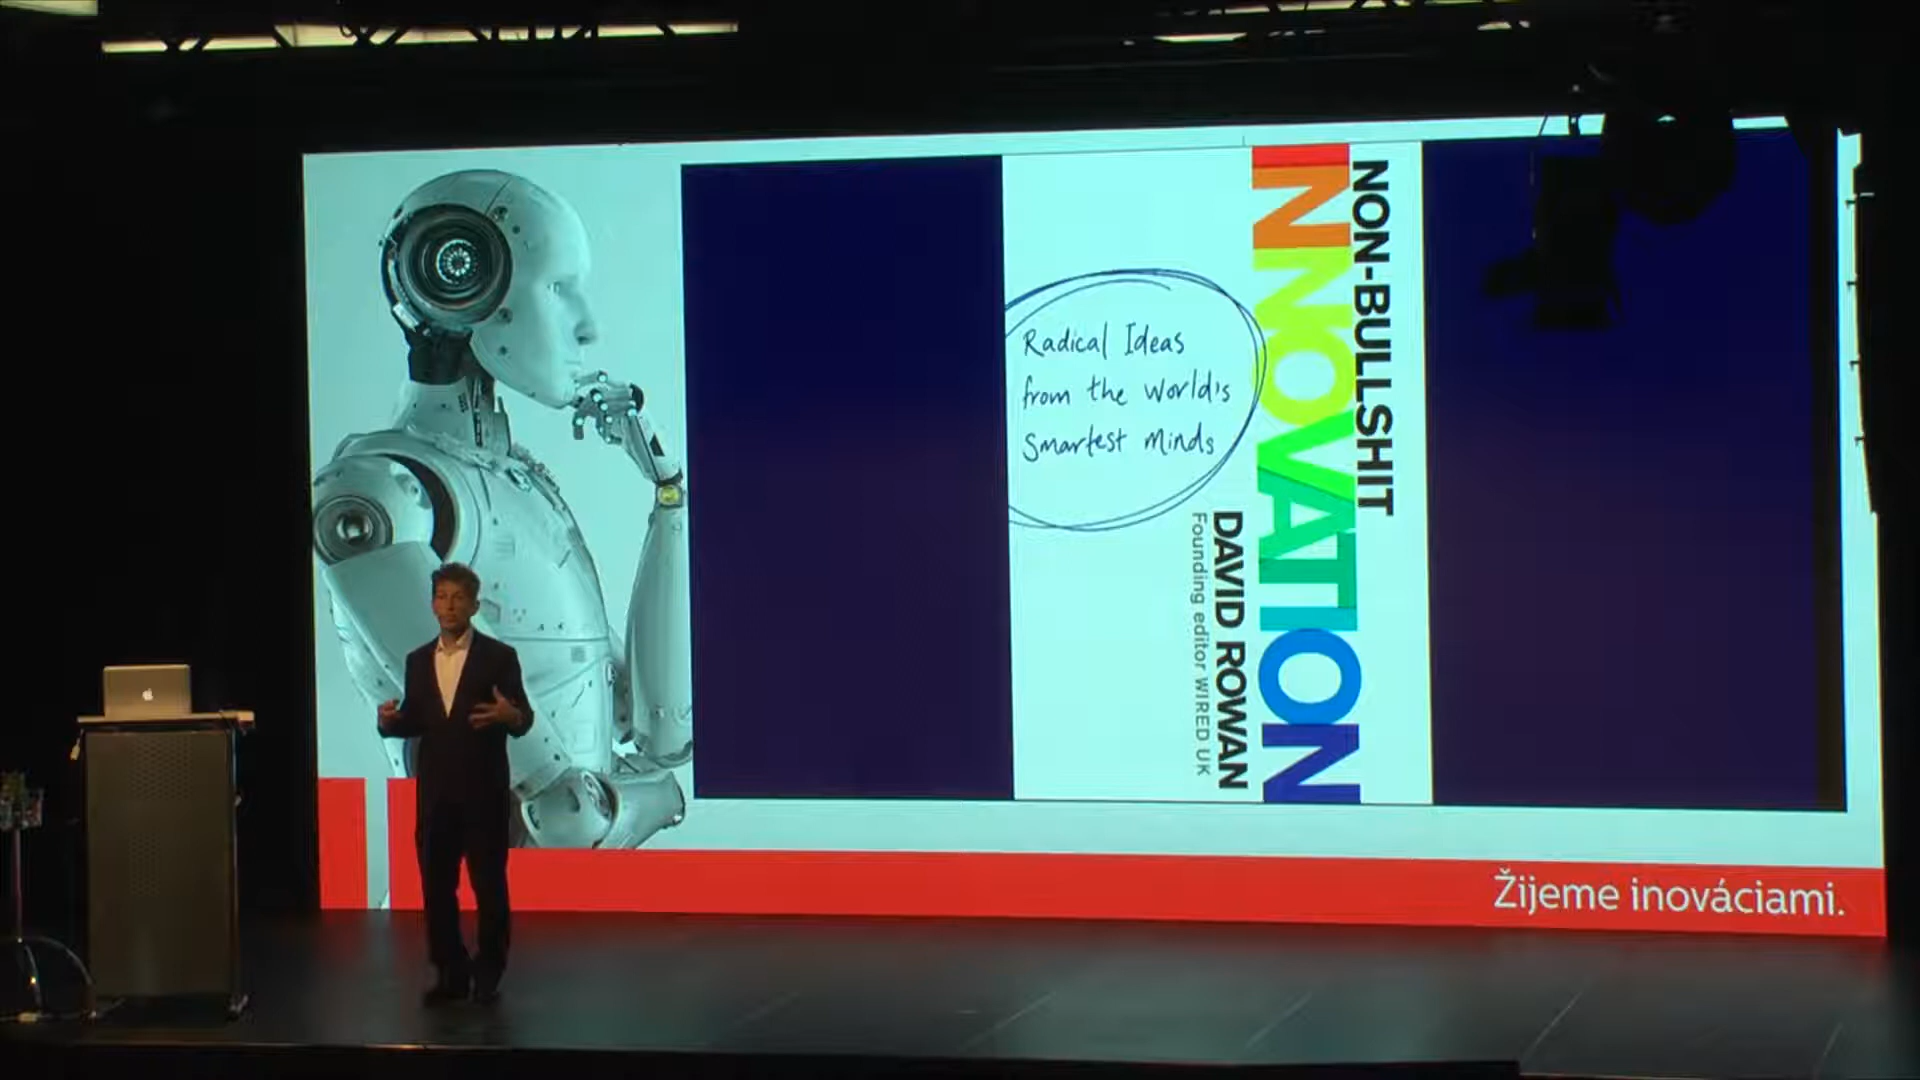 NON-BULLSHIT
INNOVATION
Radical Ideas
from the World's
Smartest Minds
DAVID ROWAN
Founding editor WIRED UK
Žijeme inováciami.